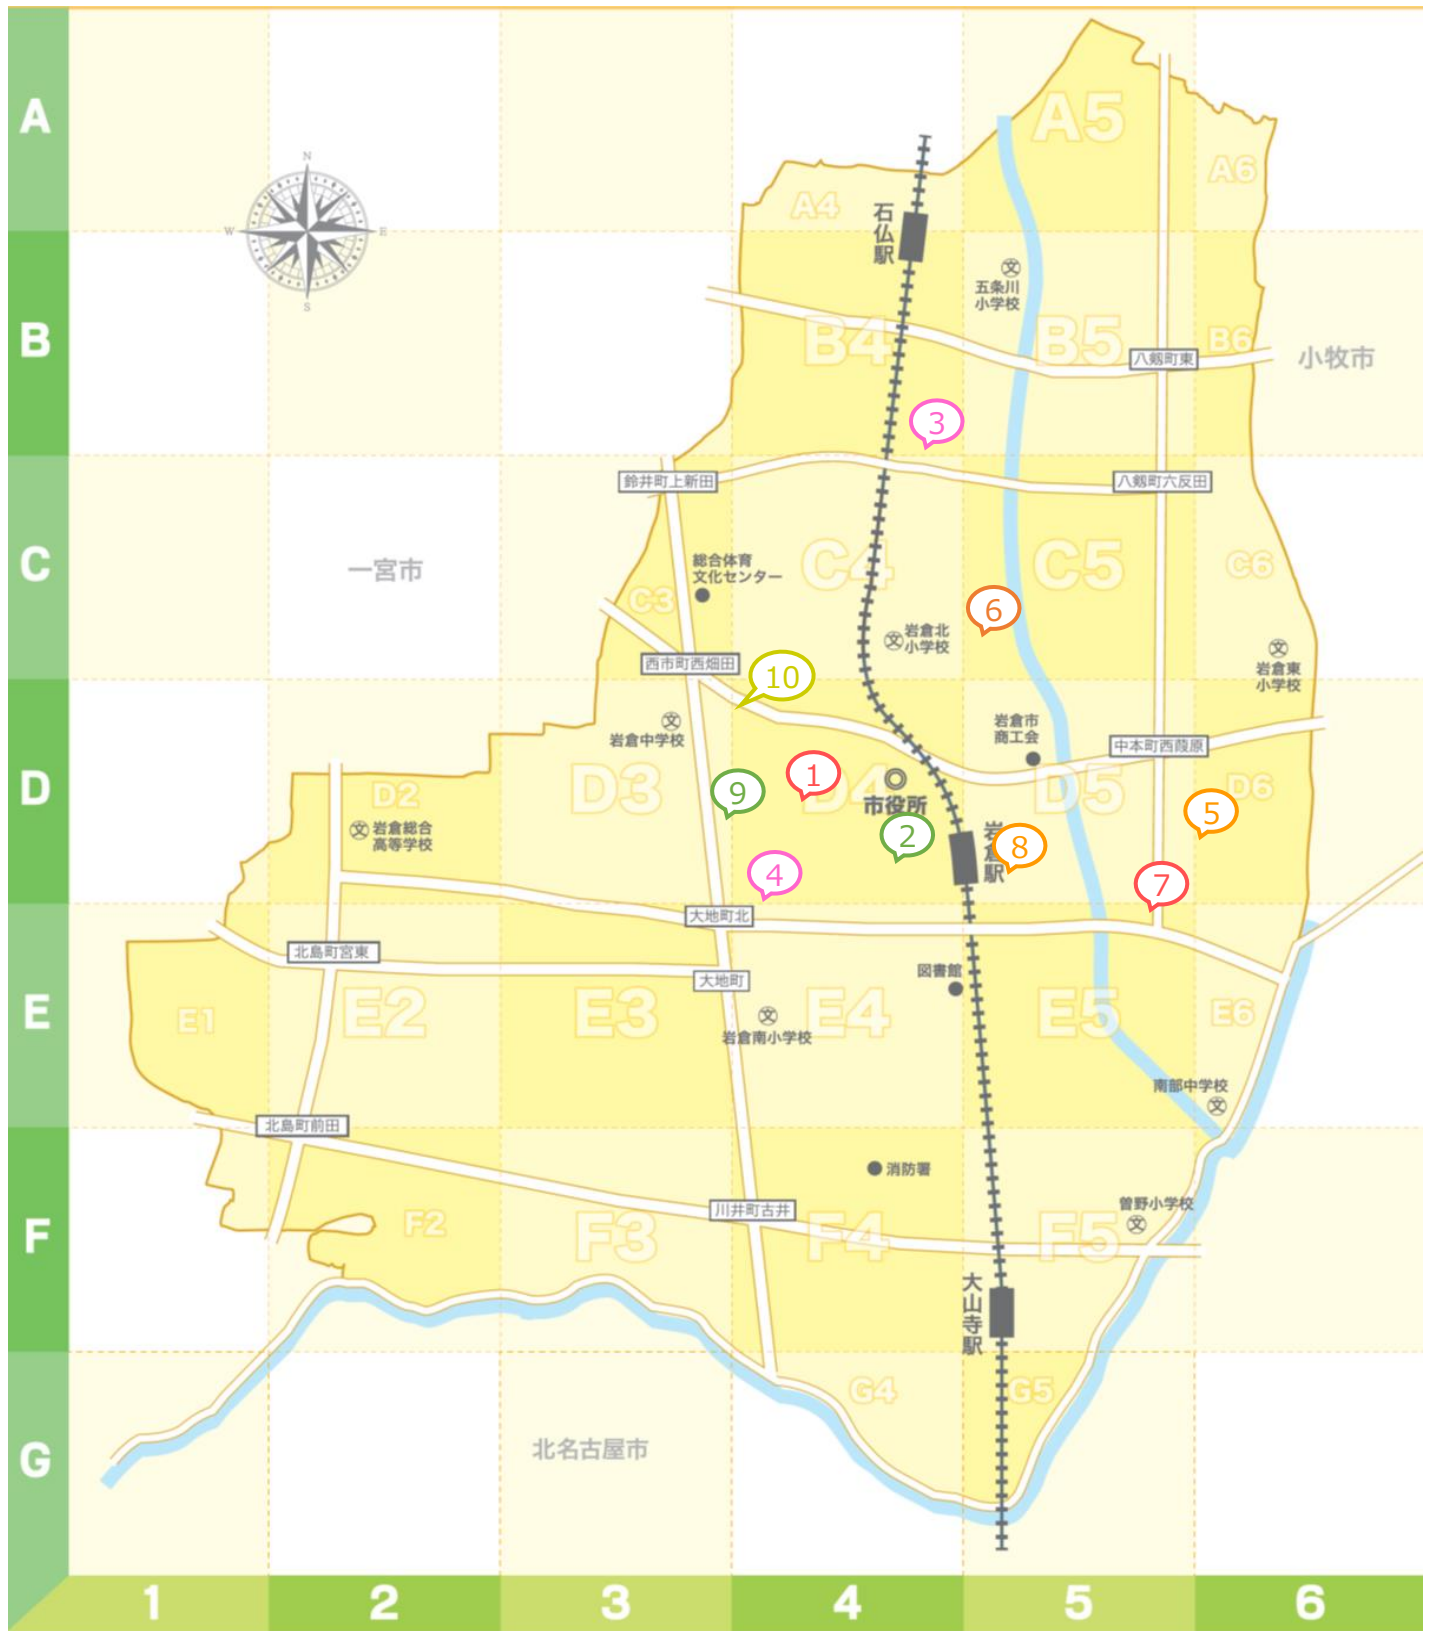 A
B
C
D
E
F
G
1
2
3
4
5
6
N
W
E
S
A5
A4
A6
石仏駅
五条川
小学校
B4
B5
B6
八剱町東
小牧市
3
鈴井町上新田
八剱町六反田
一宮市
総合体育
文化センター
C3
C4
C5
C6
6
岩倉北
小学校
西市町西畑田
岩倉東
小学校
10
岩倉中学校
岩倉市
商工会
中本町西葭原
D2
D3
D4
D5
D6
1
9
市役所
5
岩倉総合
高等学校
2
岩倉駅
8
4
7
大地町北
北島町宮東
大地町
図書館
E1
E2
E3
E4
E5
E6
岩倉南小学校
南部中学校
北島町前田
消防署
川井町古井
曽野小学校
F2
F3
F4
F5
大山寺駅
G4
G5
北名古屋市
文
文
文
文
文
文
文
文